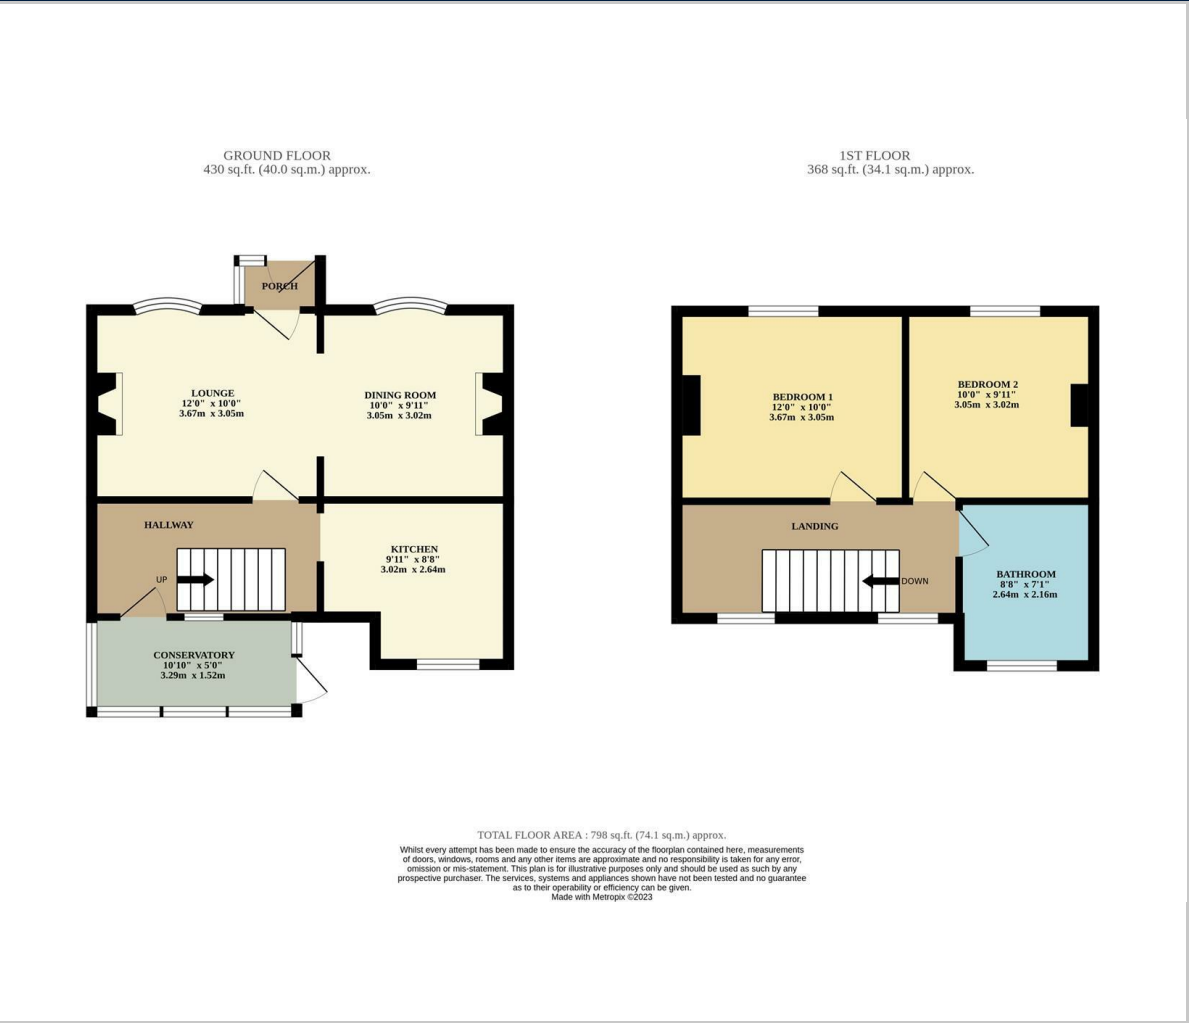 GROUND FLOOR
430 sq.ft. (40.0 sq.m.) approx.
1ST FLOOR
368 sq.ft. (34.1 sq.m.) approx.
PORCH
LOUNGE
12'0" x 10'0"
3.67m x 3.05m
DINING ROOM
10'0" x 9'11"
3.05m x 3.02m
HALLWAY
UP
KITCHEN
9'11" x 8'8"
3.02m x 2.64m
CONSERVATORY
10'10" x 5'0"
3.29m x 1.52m
BEDROOM 1
12'0" x 10'0"
3.67m x 3.05m
BEDROOM 2
10'0" x 9'11"
3.05m x 3.02m
LANDING
DOWN
BATHROOM
8'8" x 7'1"
2.64m x 2.16m
TOTAL FLOOR AREA : 798 sq.ft. (74.1 sq.m.) approx.
Whilst every attempt has been made to ensure the accuracy of the floorplan contained here, measurements
of doors, windows, rooms and any other items are approximate and no responsibility is taken for any error,
omission or mis-statement. This plan is for illustrative purposes only and should be used as such by any
prospective purchaser. The services, systems and appliances shown have not been tested and no guarantee
as to their operability or efficiency can be given.
Made with Metropix ©2023